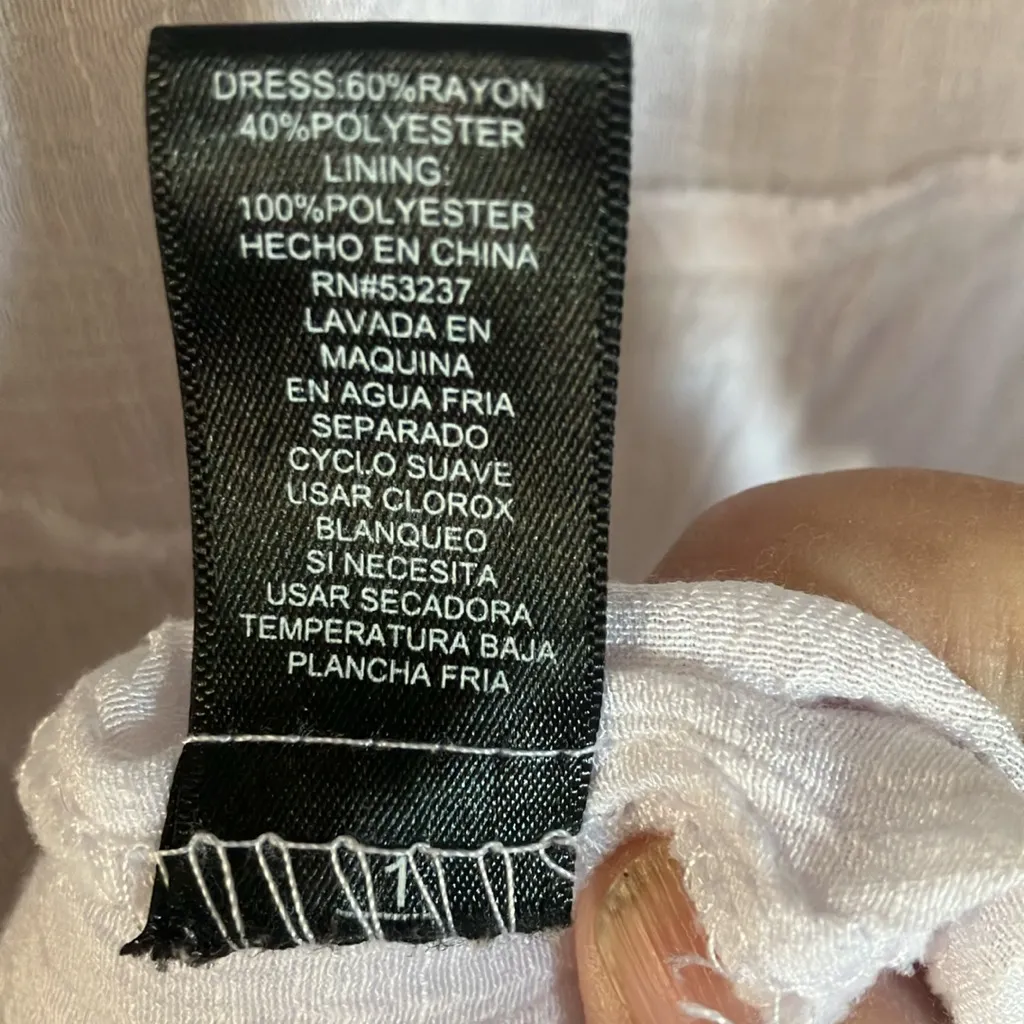 DRESS:60%RAYON
40%POLYESTER
LINING:
100%POLYESTER
HECHO EN CHINA
RN#53237
LAVADA EN
MAQUINA
EN AGUA FRIA
SEPARADO
CYCLO SUAVE
USAR CLOROX
BLANQUEO
SI NECESITA
USAR SECADORA
TEMPERATURA BAJA
PLANCHA FRIA
1